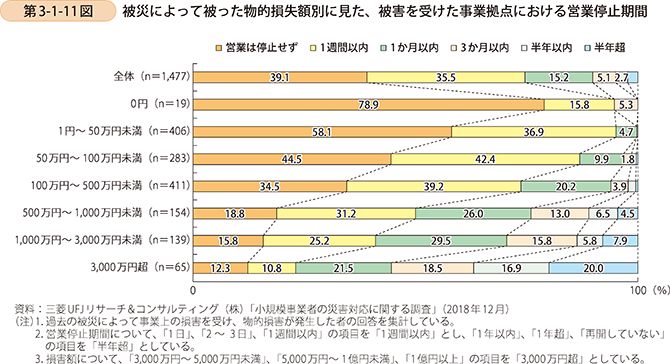 第3-1-11図 被災によって被った物的損失額別に見た、被害を受けた事業拠点における営業停止期間
営業は停止せず 1週間以内 1か月以内 3か月以内 半年以内 半年超
全体（n＝1,477） 39.1 35.5 15.2 5.1 2.7
0円（n＝19） 78.9 15.8 5.3
1円～50万円未満（n＝406） 58.1 36.9 4.7
50万円～100万円未満（n＝283） 44.5 42.4 9.9 1.8
100万円～500万円未満（n＝411） 34.5 39.2 20.2 3.9
500万円～1,000万円未満（n＝154） 18.8 31.2 26.0 13.0 6.5 4.5
1,000万円～3,000万円未満（n＝139） 15.8 25.2 29.5 15.8 5.8 7.9
3,000万円超（n＝65） 12.3 10.8 21.5 18.5 16.9 20.0
0 100（％）
資料：三菱UFJリサーチ＆コンサルティング（株）「小規模事業者の災害対応に関する調査」（2018年12月）
（注）1. 過去の被災によって事業上の損害を受け、物的損害が発生した者の回答を集計している。
2. 営業停止期間について、「1日」、「2～3日」、「1週間以内」の項目を「1週間以内」とし、「1年以内」、「1年超」、「再開していない」
の項目を「半年超」としている。
3. 損害額について、「3,000万円～5,000万円未満」、「5,000万円～1億円未満」、「1億円以上」の項目を「3,000万円超」としている。